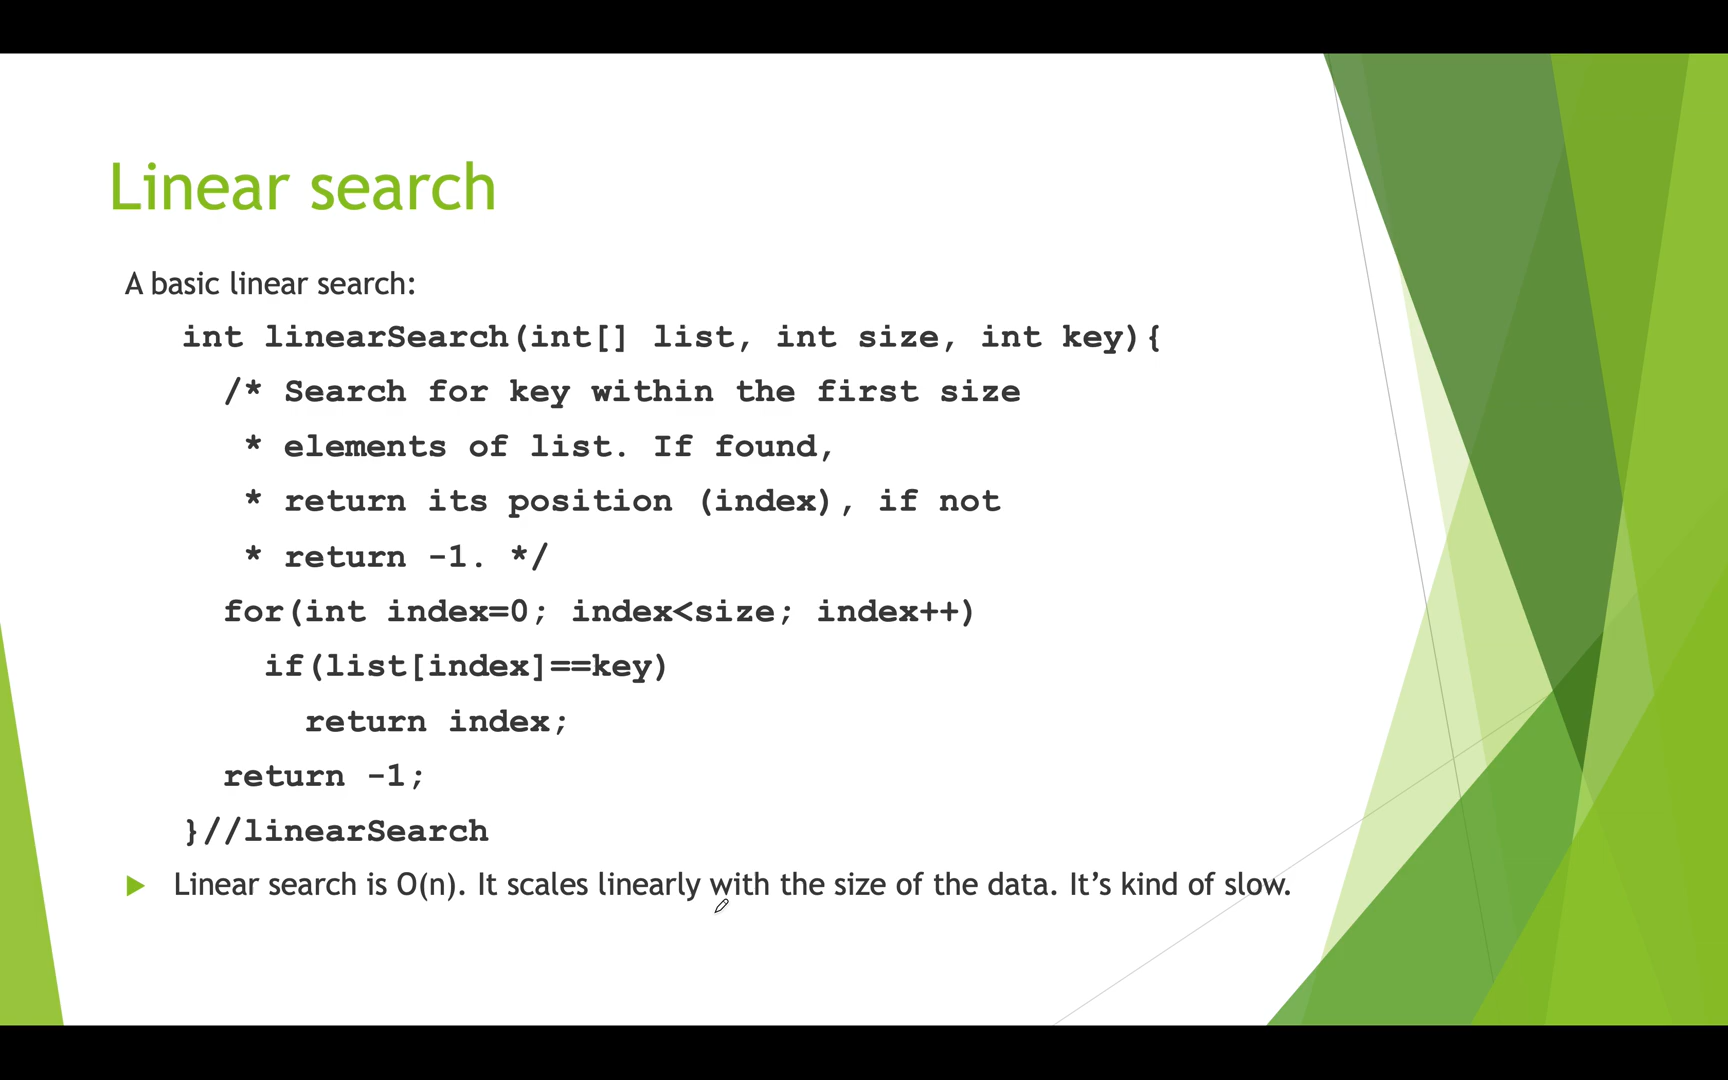 Linear search
A basic linear search:
int linearSearch(int[] list, int size, int key){
/* Search for key within the first size
* elements of list. If found,
* return its position (index), if not
* return -1. */
for(int index=0; index<size; index++)
if(list[index]==key)
return index;
return -1;
}//linearSearch
Linear search is O(n). It scales linearly with the size of the data. It’s kind of slow.